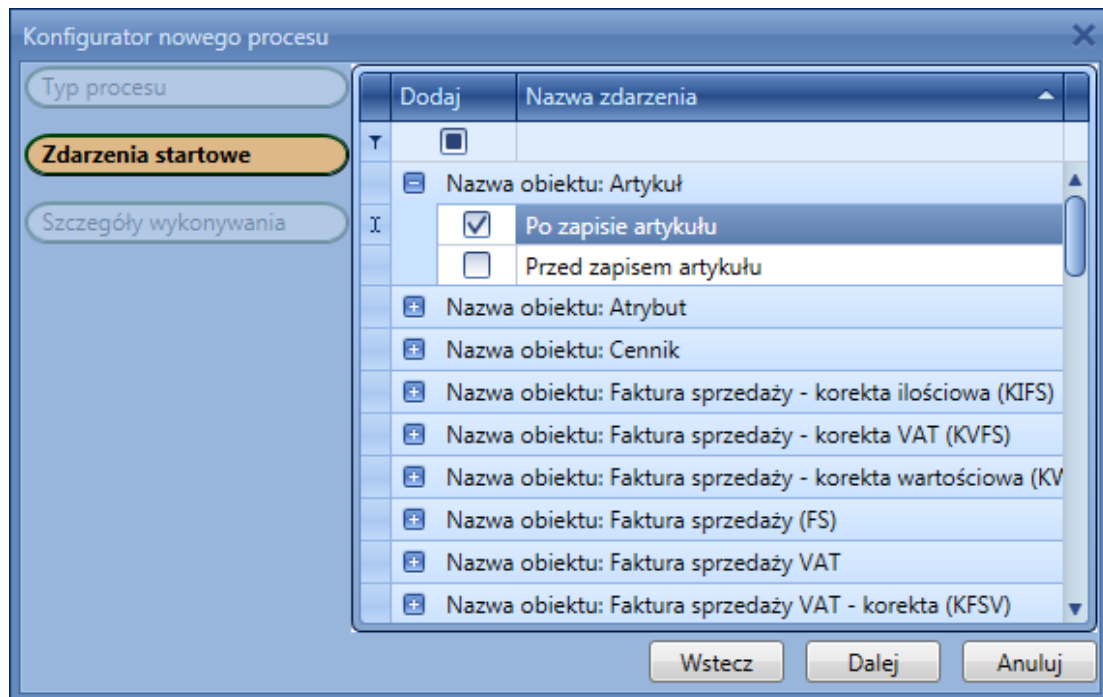 Konfigurator nowego procesu
Typ procesu
Zdarzenia startowe
Szczegóły wykonywania
Dodaj Nazwa zdarzenia
Nazwa obiektu: Artykuł
Po zapisie artykułu
Przed zapisem artykułu
Nazwa obiektu: Atrybut
Nazwa obiektu: Cennik
Nazwa obiektu: Faktura sprzedaży - korekta ilościowa (KIFS)
Nazwa obiektu: Faktura sprzedaży - korekta VAT (KVFS)
Nazwa obiektu: Faktura sprzedaży - korekta wartościowa (KW
Nazwa obiektu: Faktura sprzedaży (FS)
Nazwa obiektu: Faktura sprzedaży VAT
Nazwa obiektu: Faktura sprzedaży VAT - korekta (KFSV)
Wstecz Dalej Anuluj